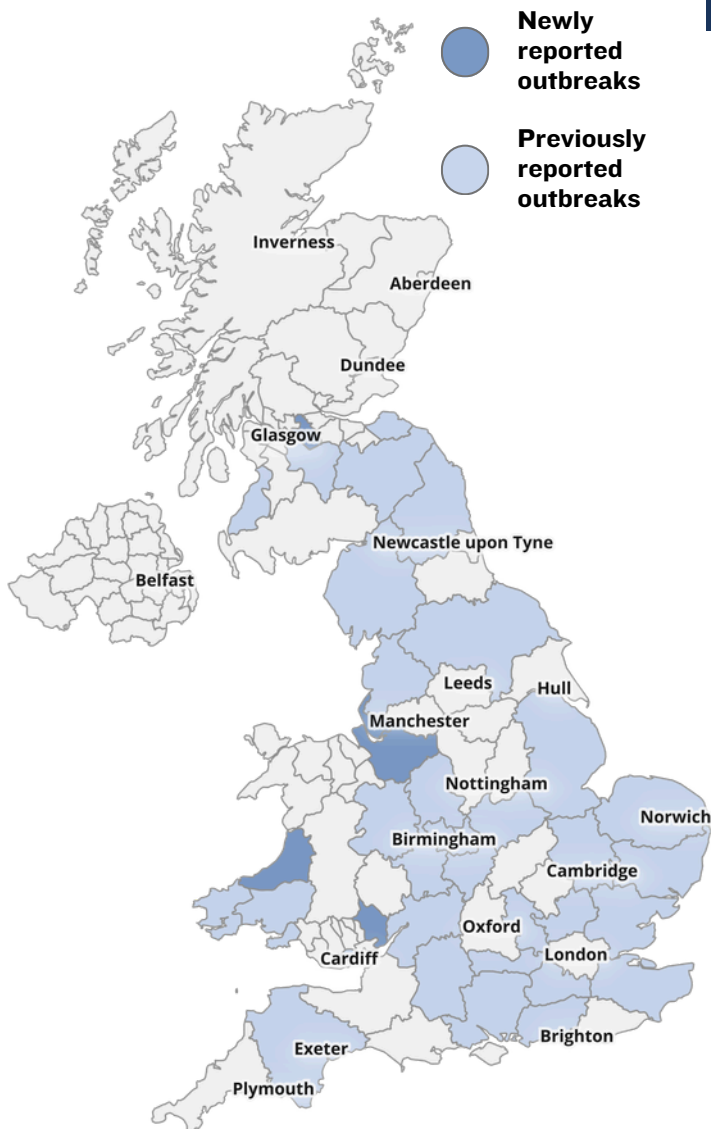 Newly
reported
outbreaks
Previously
reported
outbreaks
Inverness
Aberdeen
Dundee
Glasgow
Newcastle upon Tyne
Belfast
Leeds
Hull
Manchester
Nottingham
Norwich
Birmingham
Cambridge
Oxford
London
Cardiff
Brighton
Exeter
Plymouth